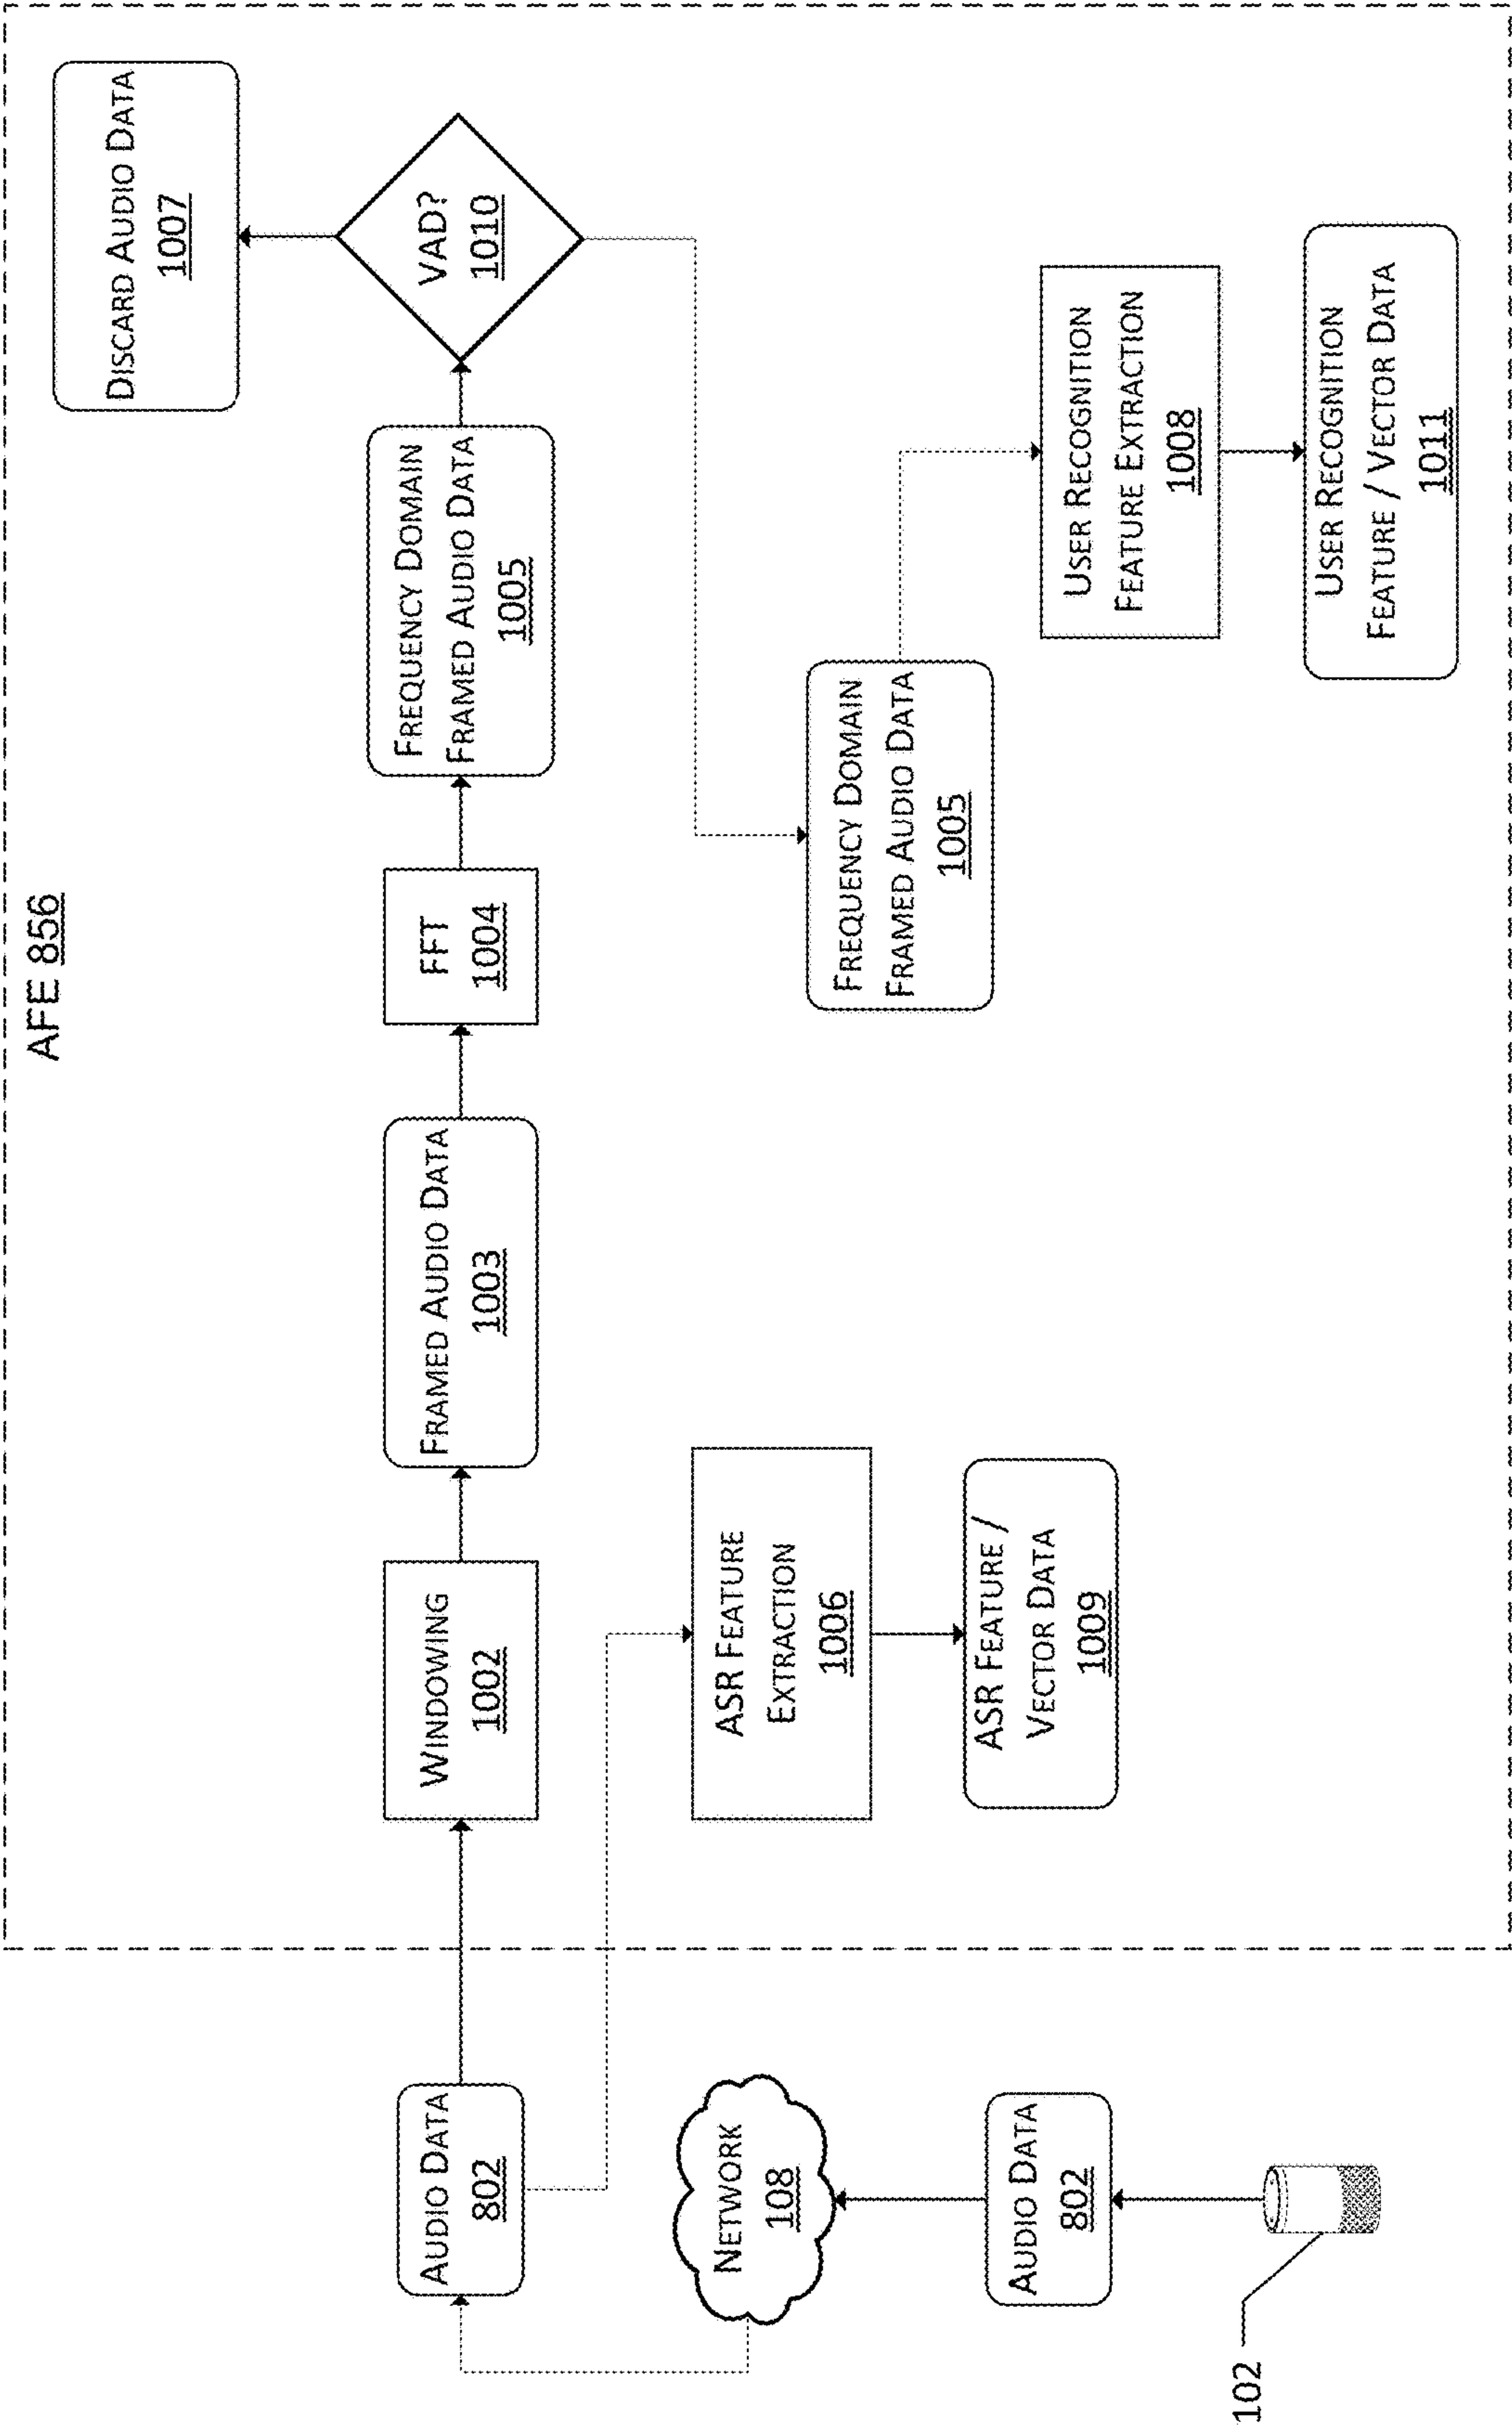 AFE 856
AUDIO DATA
802
WINDOWING
1002
FRAMED AUDIO DATA
1003
FFT
1004
FREQUENCY DOMAIN
FRAMED AUDIO DATA
1005
VAD?
1010
DISCARD AUDIO DATA
1007
NETWORK
108
AUDIO DATA
802
102
ASR FEATURE
EXTRACTION
1006
ASR FEATURE /
VECTOR DATA
1009
FREQUENCY DOMAIN
FRAMED AUDIO DATA
1005
USER RECOGNITION
FEATURE EXTRACTION
1008
USER RECOGNITION
FEATURE / VECTOR DATA
1011